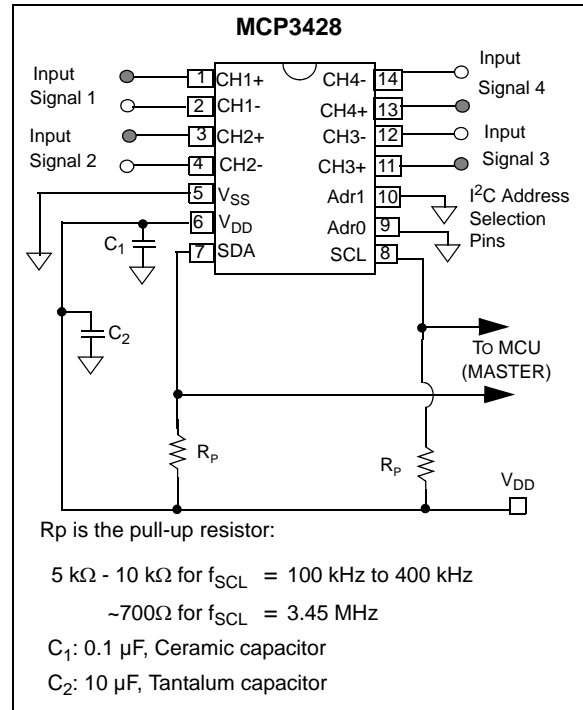 MCP3428
Input
Signal 1
Input
Signal 2
1 CH1+
2 CH1-
3 CH2+
4 CH2-
5 VSS
6 VDD
7 SDA
CH4- 14
CH4+ 13
CH3- 12
CH3+ 11
Adr1 10
Adr0 9
SCL 8
Input
Signal 4
Input
Signal 3
I²C Address
Selection
Pins
C1
C2
TO MCU
(MASTER)
RP
RP
VDD
Rp is the pull-up resistor:
5 kΩ - 10 kΩ for fSCL = 100 kHz to 400 kHz
~700Ω for fSCL = 3.45 MHz
C1: 0.1 µF, Ceramic capacitor
C2: 10 µF, Tantalum capacitor